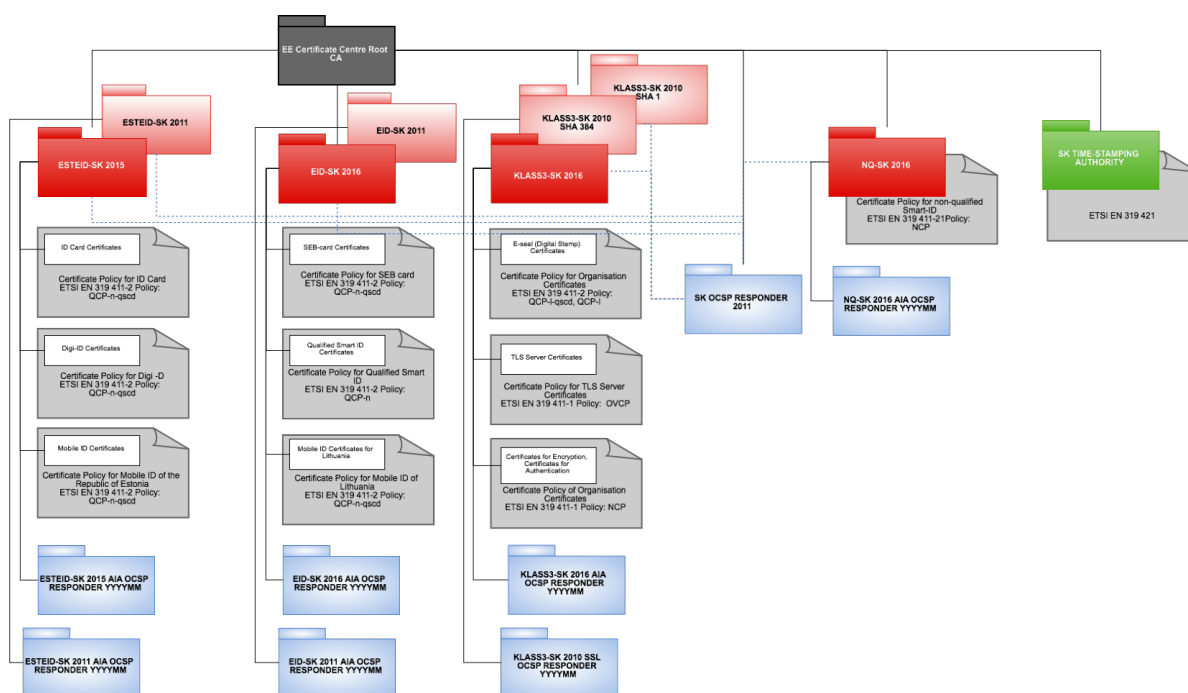 EE Certificate Centre Root
CA
ESTEID-SK 2011
ESTEID-SK 2015
ID Card Certificates
Certificate Policy for ID Card
ETSI EN 319 411-2 Policy:
QCP-n-qscd
Digi-ID Certificates
Certificate Policy for Digi -D
ETSI EN 319 411-2 Policy:
QCP-n-qscd
Mobile ID Certificates
Certificate Policy for Mobile ID of the
Republic of Estonia
ETSI EN 319 411-2 Policy:
QCP-n-qscd
ESTEID-SK 2015 AIA OCSP
RESPONDER YYYYMM
ESTEID-SK 2011 AIA OCSP
RESPONDER YYYYMM
EID-SK 2011
EID-SK 2016
SEB-card Certificates
Certificate Policy for SEB card
ETSI EN 319 411-2 Policy:
QCP-n-qscd
Qualified Smart ID
Certificates
Certificate Policy for Qualified Smart
ID
ETSI EN 319 411-2 Policy:
QCP-n
Mobile ID Certificates for
Lithuania
Certificate Policy for Mobile ID of
Lithuania
ETSI EN 319 411-2 Policy:
QCP-n-qscd
EID-SK 2016 AIA OCSP
RESPONDER YYYYMM
EID-SK 2011 AIA OCSP
RESPONDER YYYYMM
KLASS3-SK 2010
SHA 1
KLASS3-SK 2010
SHA 384
KLASS3-SK 2016
E-seal (Digital Stamp)
Certificates
Certificate Policy for Organisation
Certificates
ETSI EN 319 411-2 Policy:
QCP-l-qscd, QCP-l
TLS Server Certificates
Certificate Policy for TLS Server
Certificates
ETSI EN 319 411-1 Policy: OVCP
Certificates for Encryption,
Certificates for
Authentication
Certificate Policy of Organisation
Certificates
ETSI EN 319 411-1 Policy: NCP
KLASS3-SK 2016 AIA
OCSP RESPONDER
YYYYMM
KLASS3-SK 2010 SSL
OCSP RESPONDER
YYYYMM
SK OCSP RESPONDER
2011
NQ-SK 2016
Certificate Policy for non-qualified
Smart-ID
ETSI EN 319 411-21Policy:
NCP
NQ-SK 2016 AIA OCSP
RESPONDER YYYYMM
SK TIME-STAMPING
AUTHORITY
ETSI EN 319 421